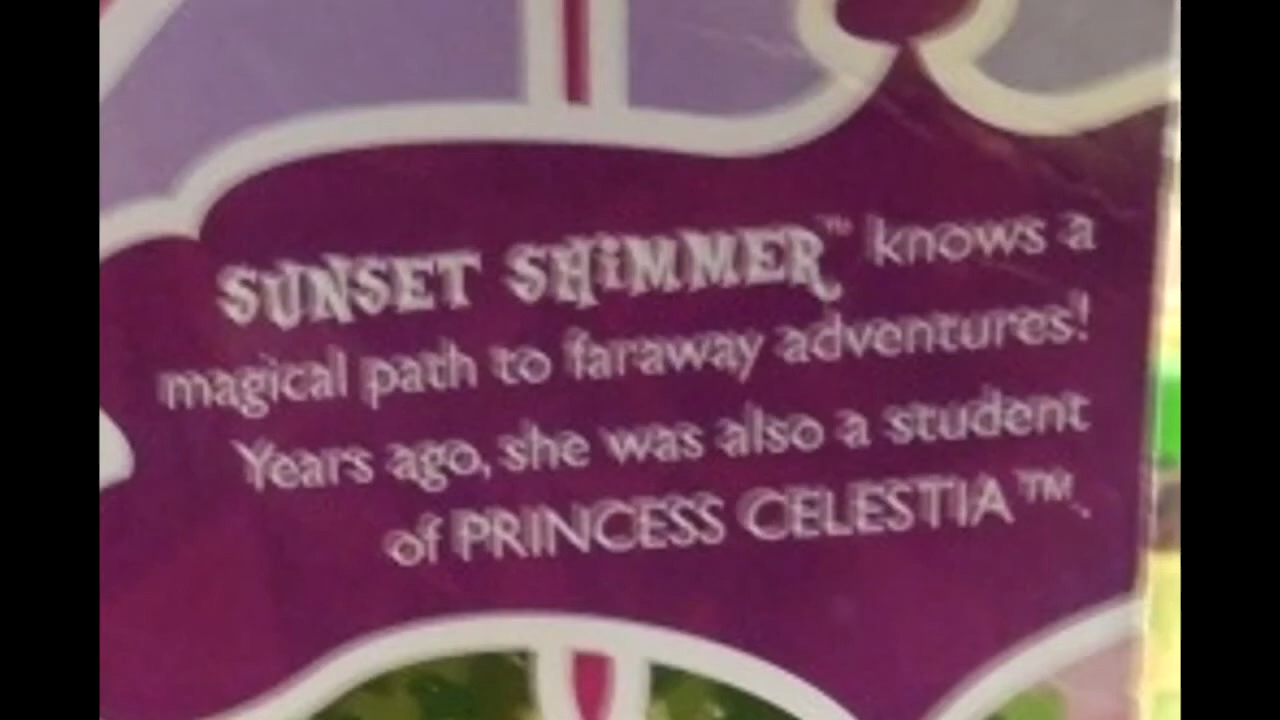 SUNSET SHiMMER™ knows a
magical path to faraway adventures!
Years ago, she was also a student
of PRINCESS CELESTIA™.